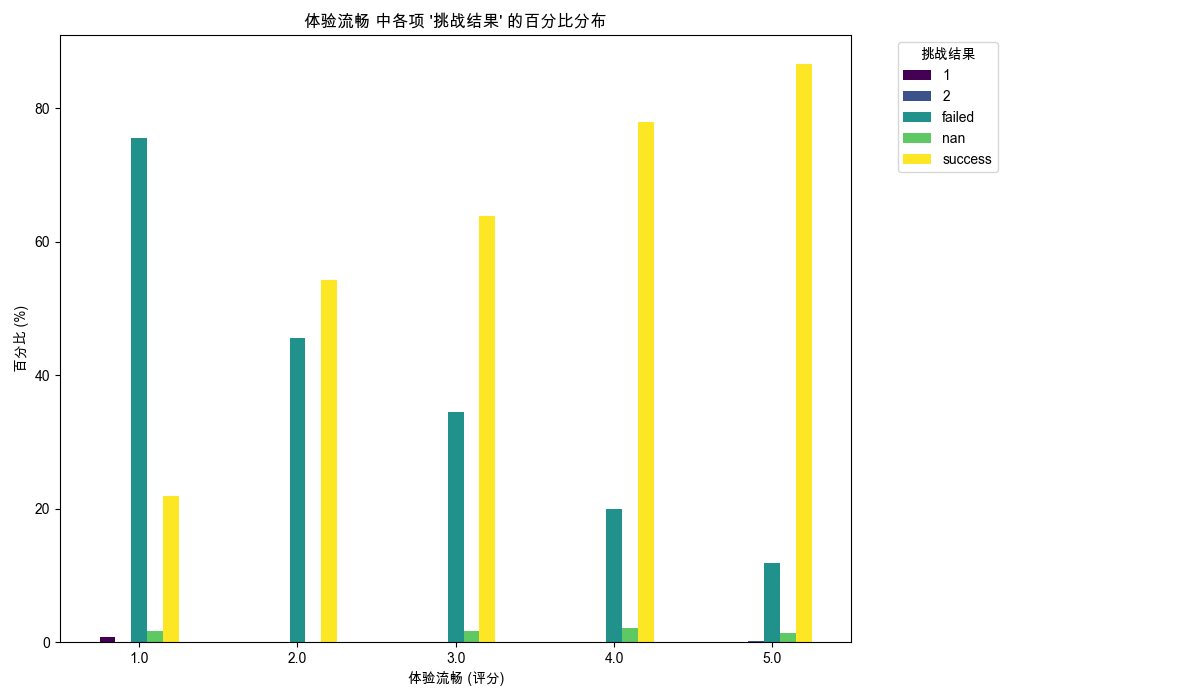 体验流畅 中各项 '挑战结果' 的百分比分布
挑战结果
1
2
failed
nan
success
百分比 (%)
80
60
40
20
0
1.0
2.0
3.0
4.0
5.0
体验流畅 (评分)